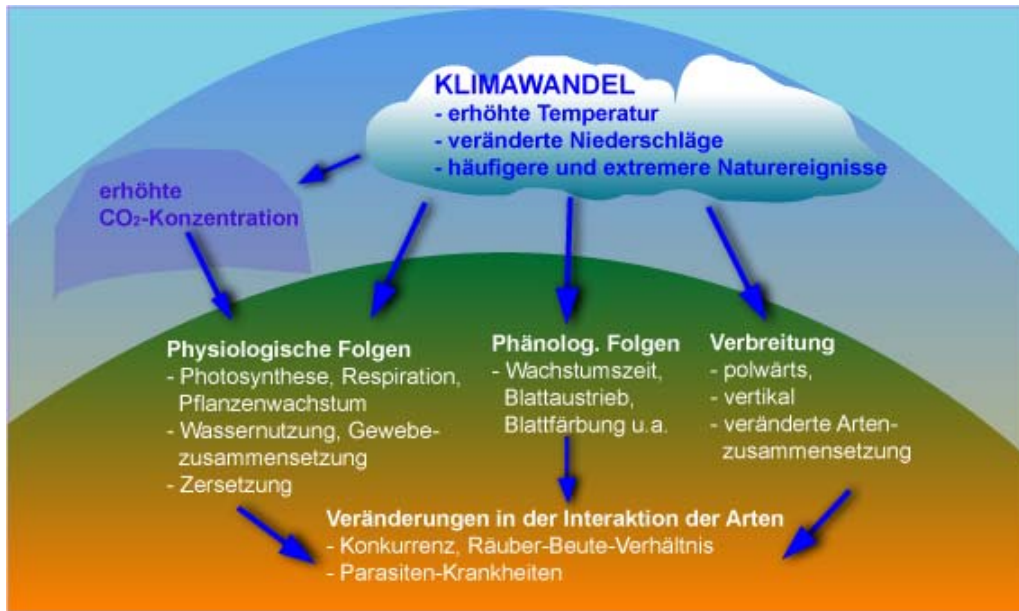 KLIMAWANDEL
- erhöhte Temperatur
- veränderte Niederschläge
- häufigere und extremere Naturereignisse
erhöhte
CO₂-Konzentration
Physiologische Folgen
- Photosynthese, Respiration,
Pflanzenwachstum
- Wassernutzung, Gewebe-
zusammensetzung
- Zersetzung
Phänolog. Folgen
- Wachstumszeit,
Blattaustrieb,
Blattfärbung u.a.
Verbreitung
- polwärts,
- vertikal
- veränderte Arten-
zusammensetzung
Veränderungen in der Interaktion der Arten
- Konkurrenz, Räuber-Beute-Verhältnis
- Parasiten-Krankheiten